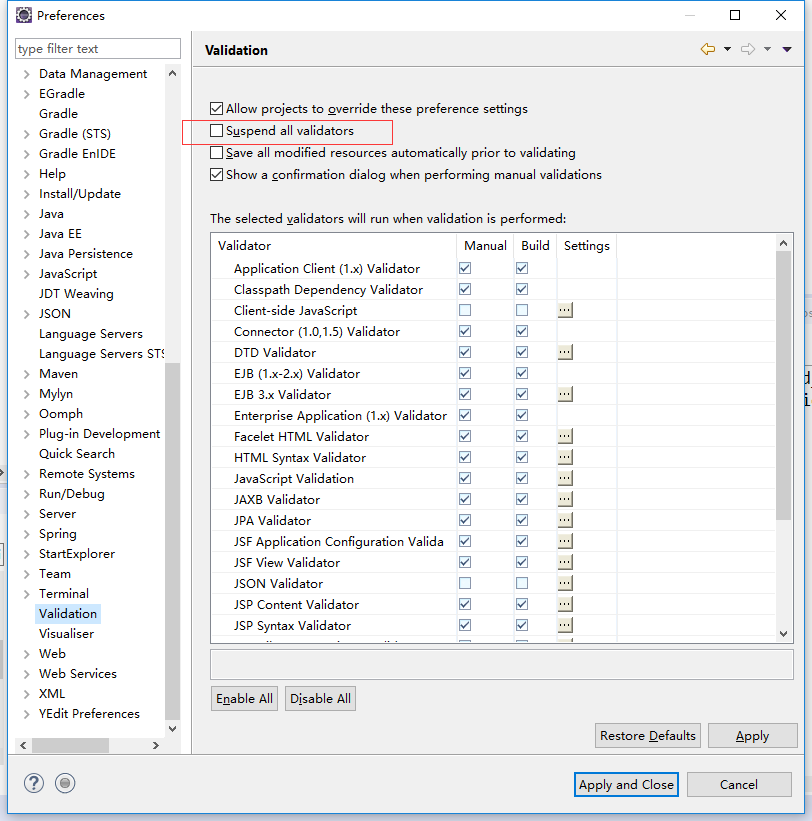 Preferences
type filter text
Data Management
EGradle
Gradle
Gradle (STS)
Gradle EnIDE
Help
Install/Update
Java
Java EE
Java Persistence
JavaScript
JDT Weaving
JSON
Language Servers
Language Servers STS
Maven
Mylyn
Oomph
Plug-in Development
Quick Search
Remote Systems
Run/Debug
Server
Spring
StartExplorer
Team
Terminal
Validation
Visualiser
Web
Web Services
XML
YEdit Preferences
Validation
Allow projects to override these preference settings
Suspend all validators
Save all modified resources automatically prior to validating
Show a confirmation dialog when performing manual validations
The selected validators will run when validation is performed:
Validator Manual Build Settings
Application Client (1.x) Validator
Classpath Dependency Validator
Client-side JavaScript ...
Connector (1.0,1.5) Validator
DTD Validator ...
EJB (1.x-2.x) Validator
EJB 3.x Validator ...
Enterprise Application (1.x) Validator
Facelet HTML Validator ...
HTML Syntax Validator ...
JavaScript Validation ...
JAXB Validator ...
JPA Validator ...
JSF Application Configuration Valida ...
JSF View Validator ...
JSON Validator ...
JSP Content Validator ...
JSP Syntax Validator ...
Enable All Disable All
Restore Defaults Apply
? Apply and Close Cancel